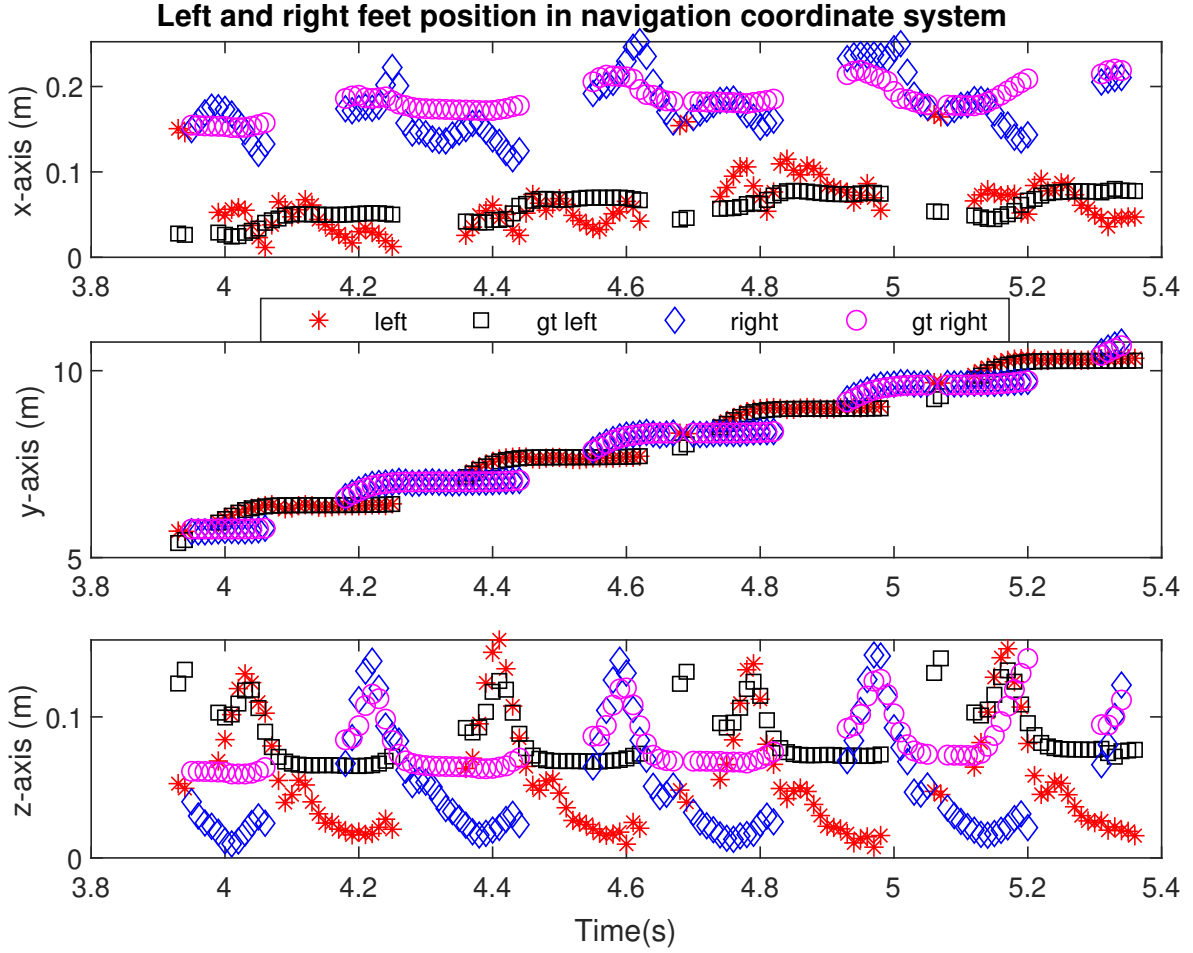 Left and right feet position in navigation coordinate system
x-axis (m)
0.2
0.1
0
3.8 4 4.2 4.4 4.6 4.8 5 5.2 5.4
left gt left right gt right
y-axis (m)
10
5
3.8 4 4.2 4.4 4.6 4.8 5 5.2 5.4
z-axis (m)
0.1
0
3.8 4 4.2 4.4 4.6 4.8 5 5.2 5.4
Time(s)